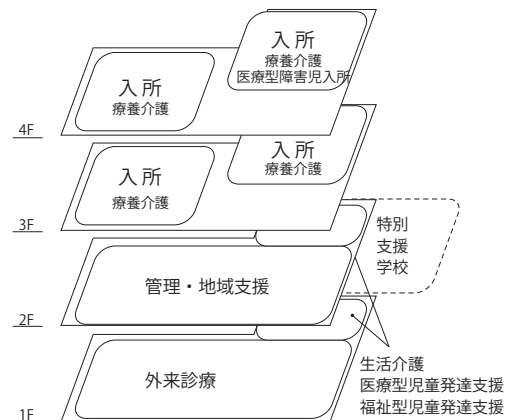 入所
療養介護
医療型障害児入所
入所
療養介護
4F
入所
療養介護
入所
療養介護
3F
特別
支援
学校
管理・地域支援
2F
生活介護
医療型児童発達支援
福祉型児童発達支援
外来診療
1F